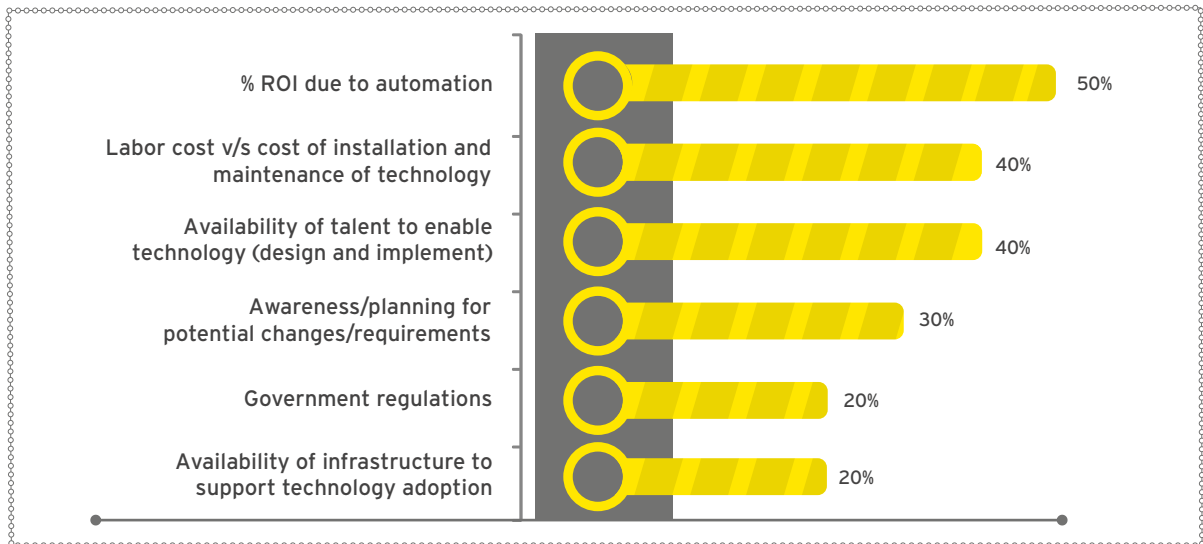 % ROI due to automation
50%
Labor cost v/s cost of installation and
maintenance of technology
40%
Availability of talent to enable
technology (design and implement)
40%
Awareness/planning for
potential changes/requirements
30%
Government regulations
20%
Availability of infrastructure to
support technology adoption
20%